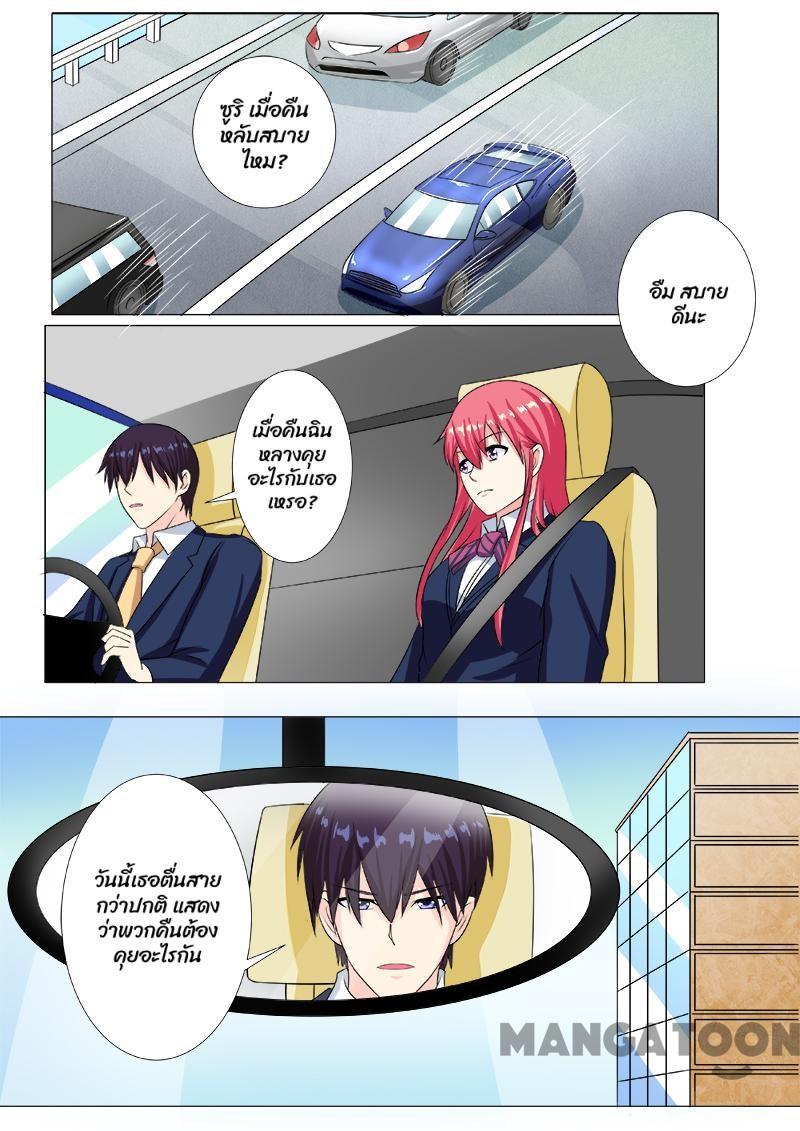 ซูริ เมื่อคืน
หลับสบาย
ไหม?
อืม สบาย
ดีนะ
เมื่อคืนฉิน
หลางคุย
อะไรกับเธอ
เหรอ?
วันนี้เธอตื่นสาย
กว่าปกติ แสดง
ว่าพวกคืนต้อง
คุยอะไรกัน
MANGATOON